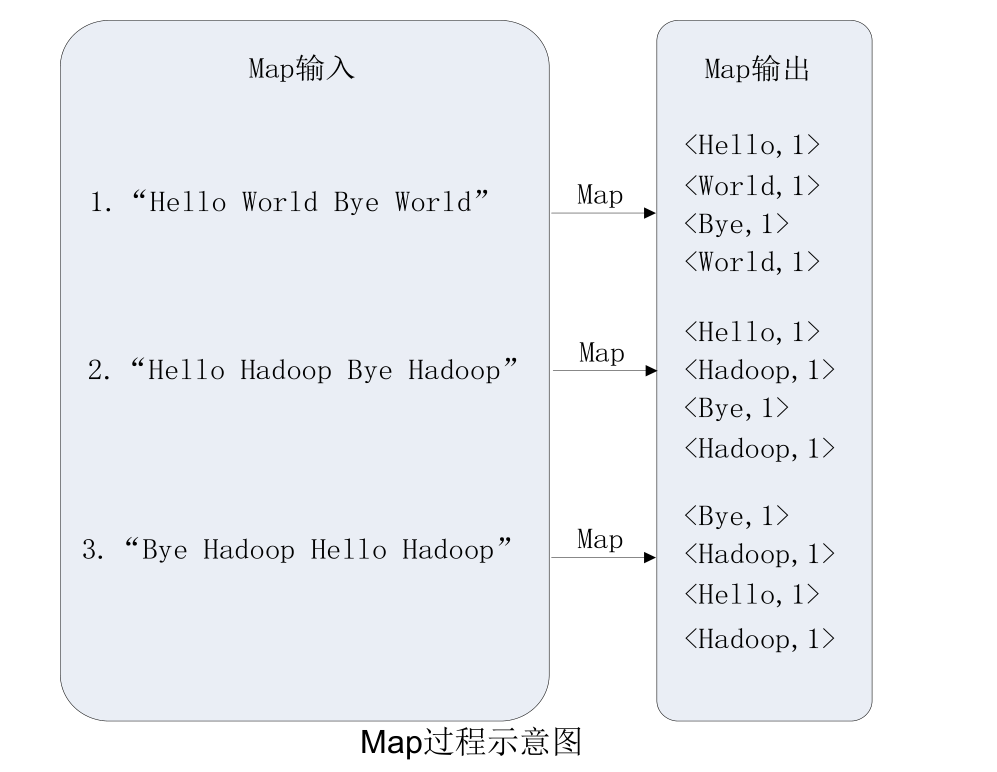 Map输入
1. “Hello World Bye World”
2. “Hello Hadoop Bye Hadoop”
3. “Bye Hadoop Hello Hadoop”
Map
Map
Map
Map输出
<Hello,1>
<World,1>
<Bye,1>
<World,1>
<Hello,1>
<Hadoop,1>
<Bye,1>
<Hadoop,1>
<Bye,1>
<Hadoop,1>
<Hello,1>
<Hadoop,1>
Map过程示意图